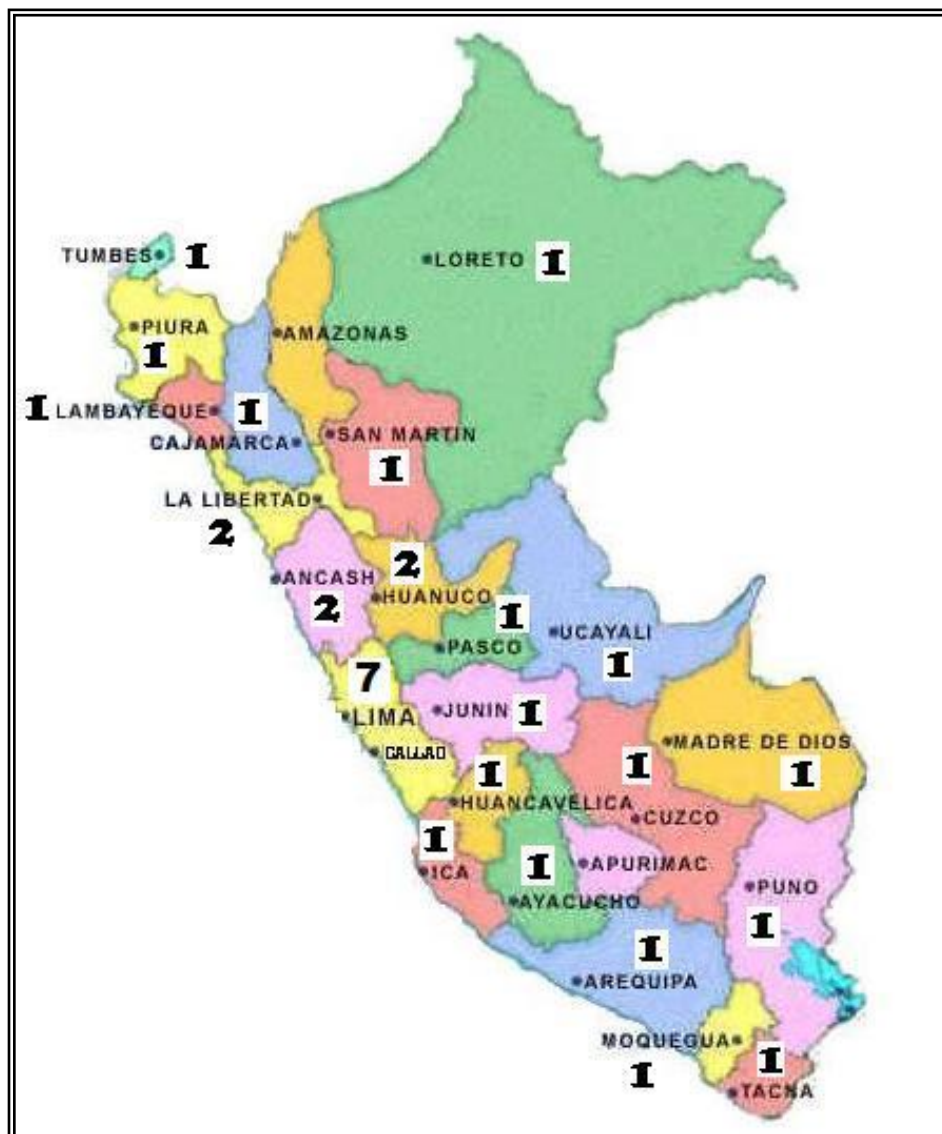 TUMBES 1
LORETO 1
PIURA
1
AMAZONAS
1 LAMBAYEQUE
1
CAJAMARCA
SAN MARTIN
1
LA LIBERTAD
2
2
ANCASH
2
HUANUCO
1
PASCO
UCAYALI
1
7
LIMA
JUNIN 1
CALLAO
MADRE DE DIOS
1
1
1
HUANCAVELICA
CUZCO
1
ICA
1
AYACUCHO
APURIMAC
PUNO
1
1
AREQUIPA
MOQUEGUA
1
1
TACNA